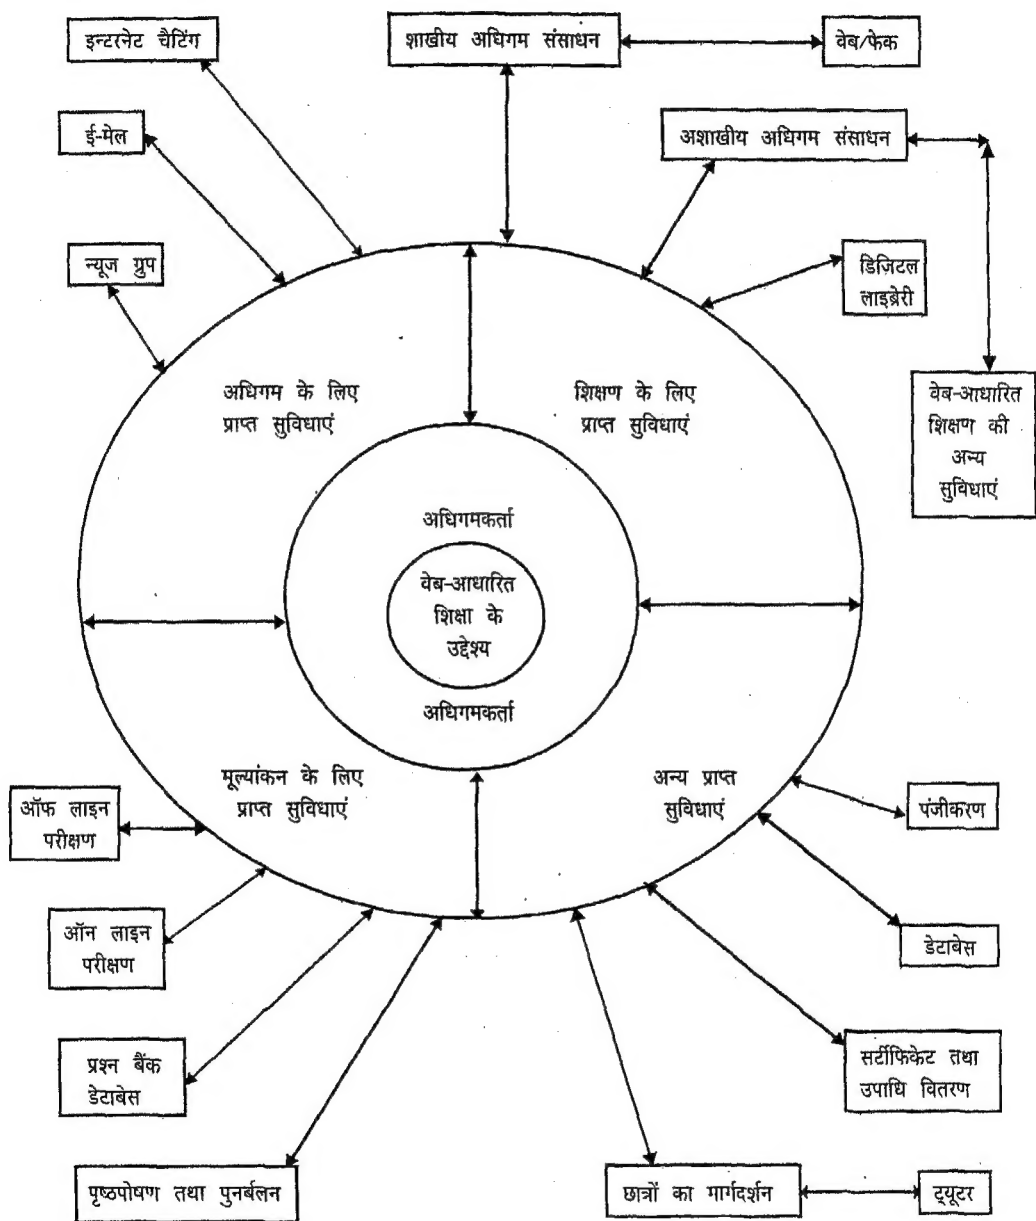 इन्टरनेट चैटिंग
शाखीय अधिगम संसाधन
वेब/फेक
ई-मेल
अशाखीय अधिगम संसाधन
न्यूज ग्रुप
डिज़िटल
लाइब्रेरी
अधिगम के लिए
प्राप्त सुविधाएं
शिक्षण के लिए
प्राप्त सुविधाएं
वेब-आधारित
शिक्षण की
अन्य
सुविधाएं
अधिगमकर्ता
वेब-आधारित
शिक्षा के
उद्देश्य
अधिगमकर्ता
मूल्यांकन के लिए
प्राप्त सुविधाएं
अन्य प्राप्त
सुविधाएं
ऑफ लाइन
परीक्षण
पंजीकरण
ऑन लाइन
परीक्षण
डेटाबेस
प्रश्न बैंक
डेटाबेस
सर्टीफिकेट तथा
उपाधि वितरण
पृष्ठपोषण तथा पुनर्बलन
छात्रों का मार्गदर्शन
ट्यूटर